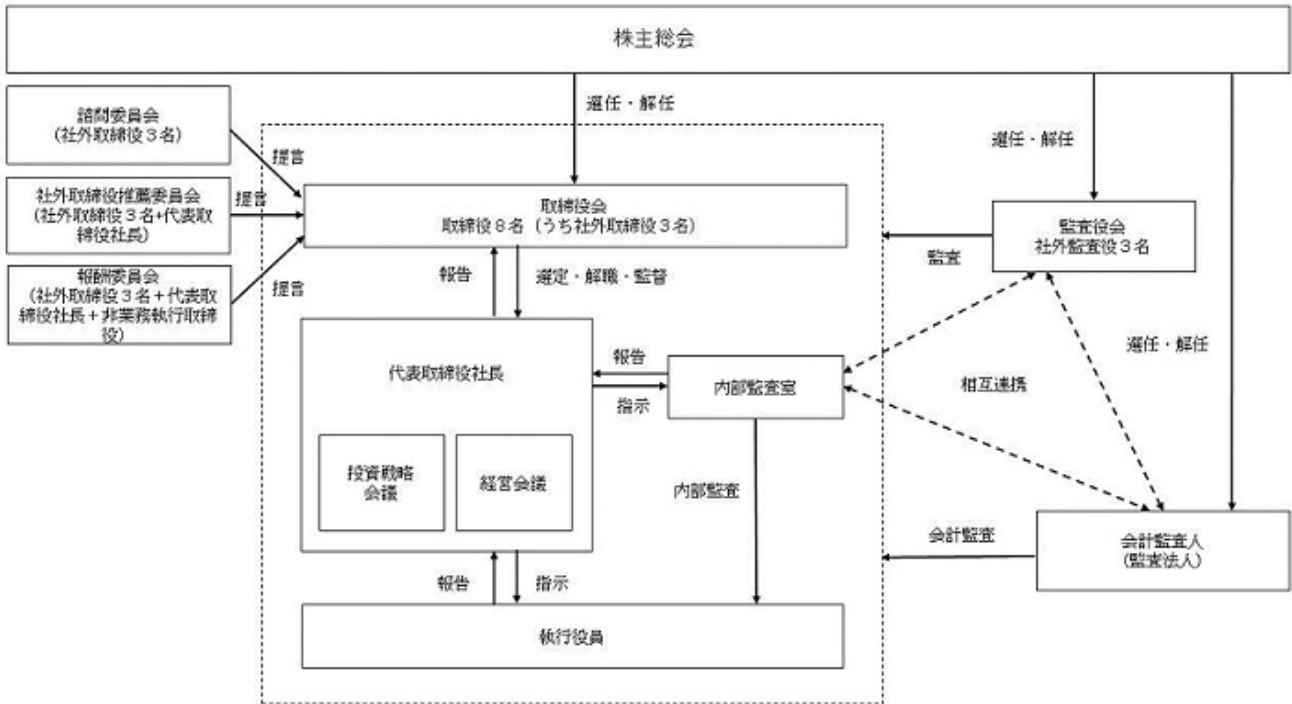 株主総会
選任・解任
選任・解任
諮問委員会
（社外取締役３名）
提言
社外取締役推薦委員会
（社外取締役３名+代表取
締役社長）
提言
報酬委員会
（社外取締役３名＋代表取
締役社長＋非業務執行取締
役）
提言
取締役会
取締役８名（うち社外取締役３名）
監査役会
社外監査役３名
監査
報告
選定・解職・監督
選任・解任
代表取締役社長
報告
指示
内部監査室
相互連携
投資戦略
会議
経営会議
内部監査
会計監査
会計監査人
（監査法人）
報告
指示
執行役員